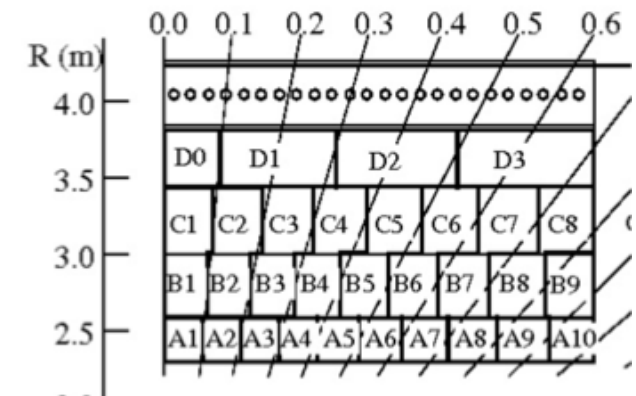 0.0 0.1 0.2 0.3 0.4 0.5 0.6
R (m)
4.0
D0 D1 D2 D3
3.5
C1 C2 C3 C4 C5 C6 C7 C8
3.0
B1 B2 B3 B4 B5 B6 B7 B8 B9
2.5
A1 A2 A3 A4 A5 A6 A7 A8 A9 A10